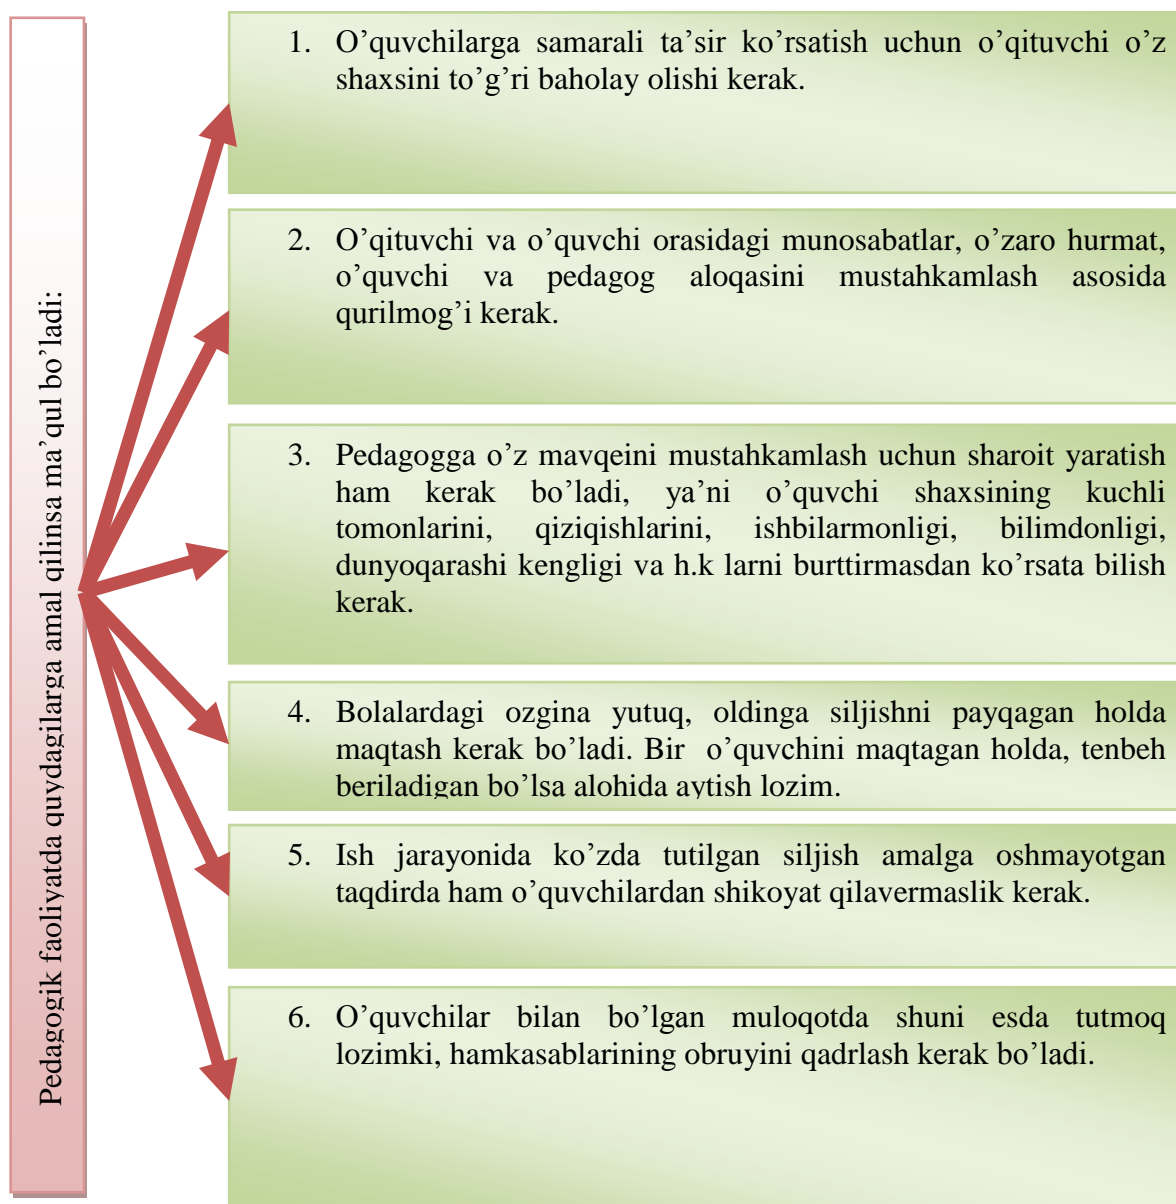 Pedagogik faoliyatda quydagilarga amal qilinsa ma’qul bo’ladi:
1. O’quvchilarga samarali ta’sir ko’rsatish uchun o’qituvchi o’z
shaxsini to’g’ri baholay olishi kerak.
2. O’qituvchi va o’quvchi orasidagi munosabatlar, o’zaro hurmat,
o’quvchi va pedagog aloqasini mustahkamlash asosida
qurilmog’i kerak.
3. Pedagogga o’z mavqeini mustahkamlash uchun sharoit yaratish
ham kerak bo’ladi, ya’ni o’quvchi shaxsining kuchli
tomonlarini, qiziqishlarini, ishbilarmonligi, bilimdonligi,
dunyoqarashi kengligi va h.k larni burttirmasdan ko’rsata bilish
kerak.
4. Bolalardagi ozgina yutuq, oldinga siljishni payqagan holda
maqtash kerak bo’ladi. Bir o’quvchini maqtagan holda, tenbeh
beriladigan bo’lsa alohida aytish lozim.
5. Ish jarayonida ko’zda tutilgan siljish amalga oshmayotgan
taqdirda ham o’quvchilardan shikoyat qilavermaslik kerak.
6. O’quvchilar bilan bo’lgan muloqotda shuni esda tutmoq
lozimki, hamkasablarining obruyini qadrlash kerak bo’ladi.